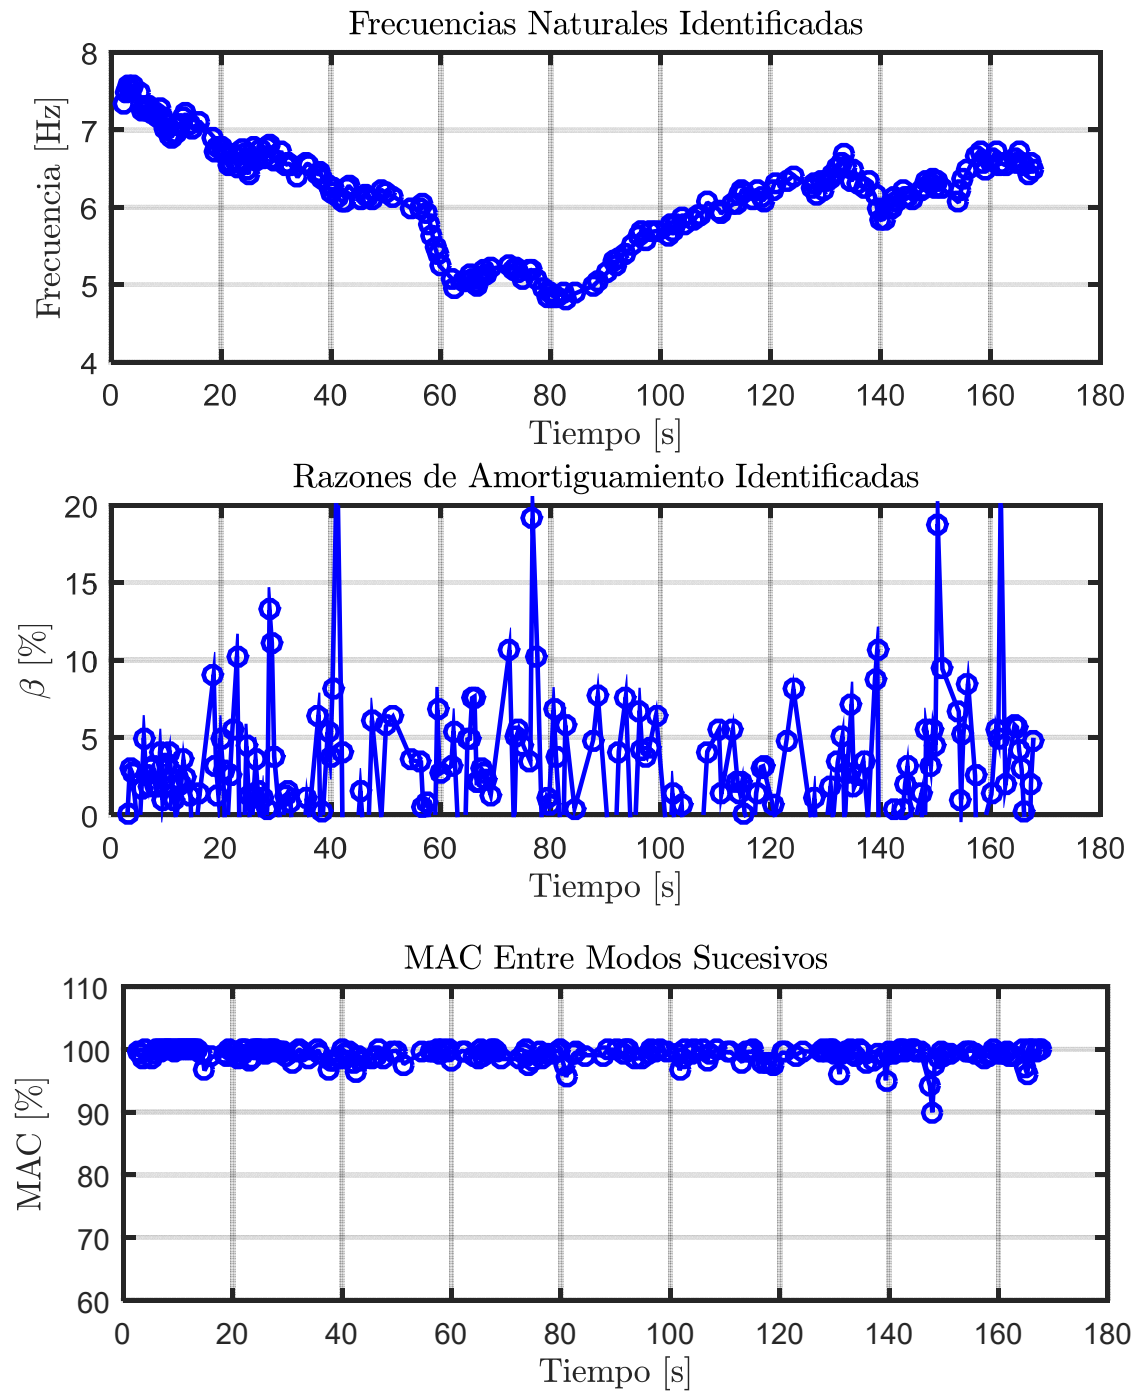 Frecuencias Naturales Identificadas
Frecuencia [Hz]
8
7
6
5
4
0 20 40 60 80 100 120 140 160 180
Tiempo [s]
Razones de Amortiguamiento Identificadas
β [%]
20
15
10
5
0
0 20 40 60 80 100 120 140 160 180
Tiempo [s]
MAC Entre Modos Sucesivos
MAC [%]
110
100
90
80
70
60
0 20 40 60 80 100 120 140 160 180
Tiempo [s]